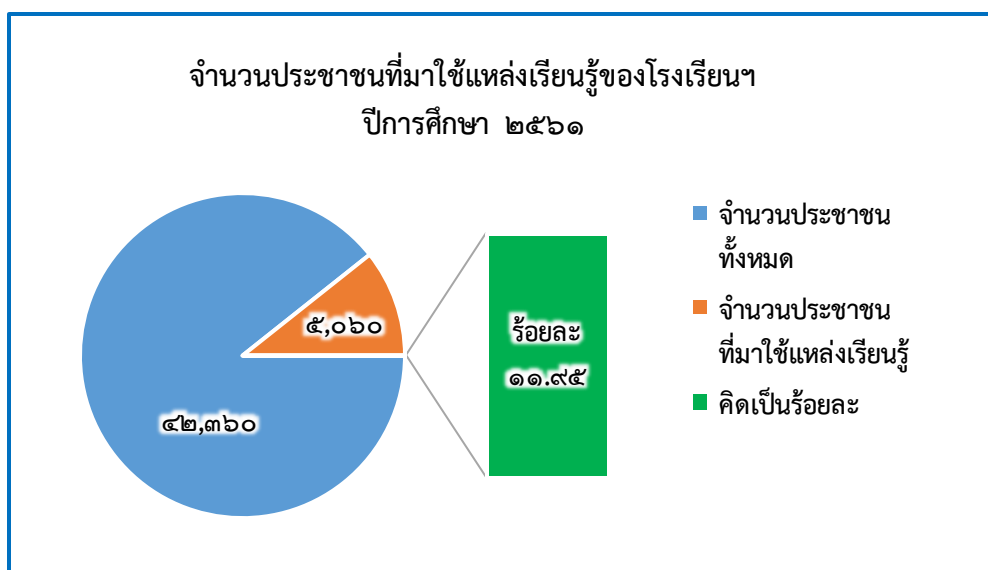 จำนวนประชาชนที่มาใช้แหล่งเรียนรู้ของโรงเรียนฯ
ปีการศึกษา ๒๕๖๑
๕,๐๖๐
๔๒,๓๖๐
ร้อยละ
๑๑.๙๕
จำนวนประชาชน
ทั้งหมด
จำนวนประชาชน
ที่มาใช้แหล่งเรียนรู้
คิดเป็นร้อยละ